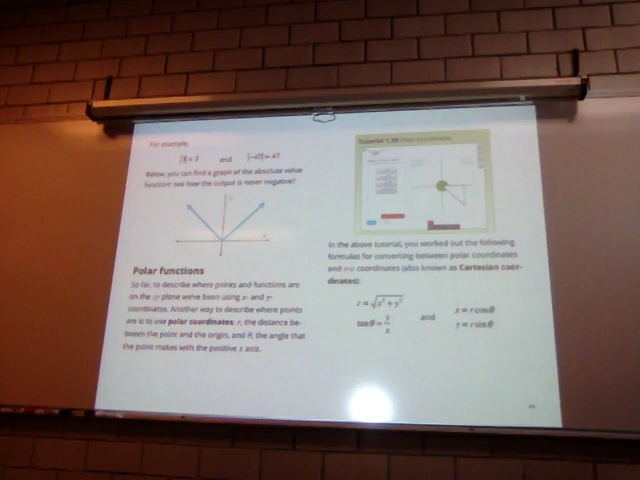 For example,
|3| = 3 and |−47| = 47
Below, you can find a graph of the absolute value
function: see how the output is never negative?
y
x
Polar functions
So far, to describe where points and functions are
on the xy plane we've been using x- and y-
coordinates. Another way to describe where points
are is to use polar coordinates: r, the distance be-
tween the point and the origin, and θ, the angle that
the point makes with the positive x axis.
Tutorial 1.39 Polar coordinates
In the above tutorial, you worked out the following
formulas for converting between polar coordinates
and x-y coordinates (also known as Cartesian coor-
dinates):
r = √x² + y²
tan θ = y/x
and
x = r cos θ
y = r sin θ